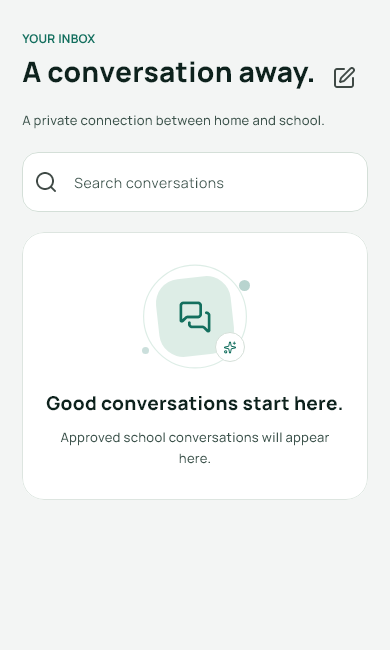 YOUR INBOX
A conversation away.
A private connection between home and school.
Search conversations
Good conversations start here.
Approved school conversations will appear
here.